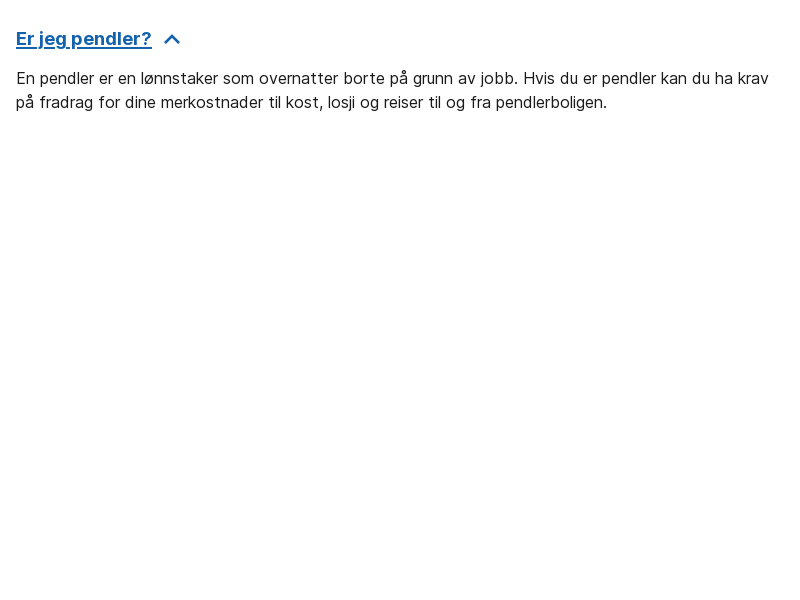 Er jeg pendler?
En pendler er en lønnstaker som overnatter borte på grunn av jobb. Hvis du er pendler kan du ha krav
på fradrag for dine merkostnader til kost, losji og reiser til og fra pendlerboligen.